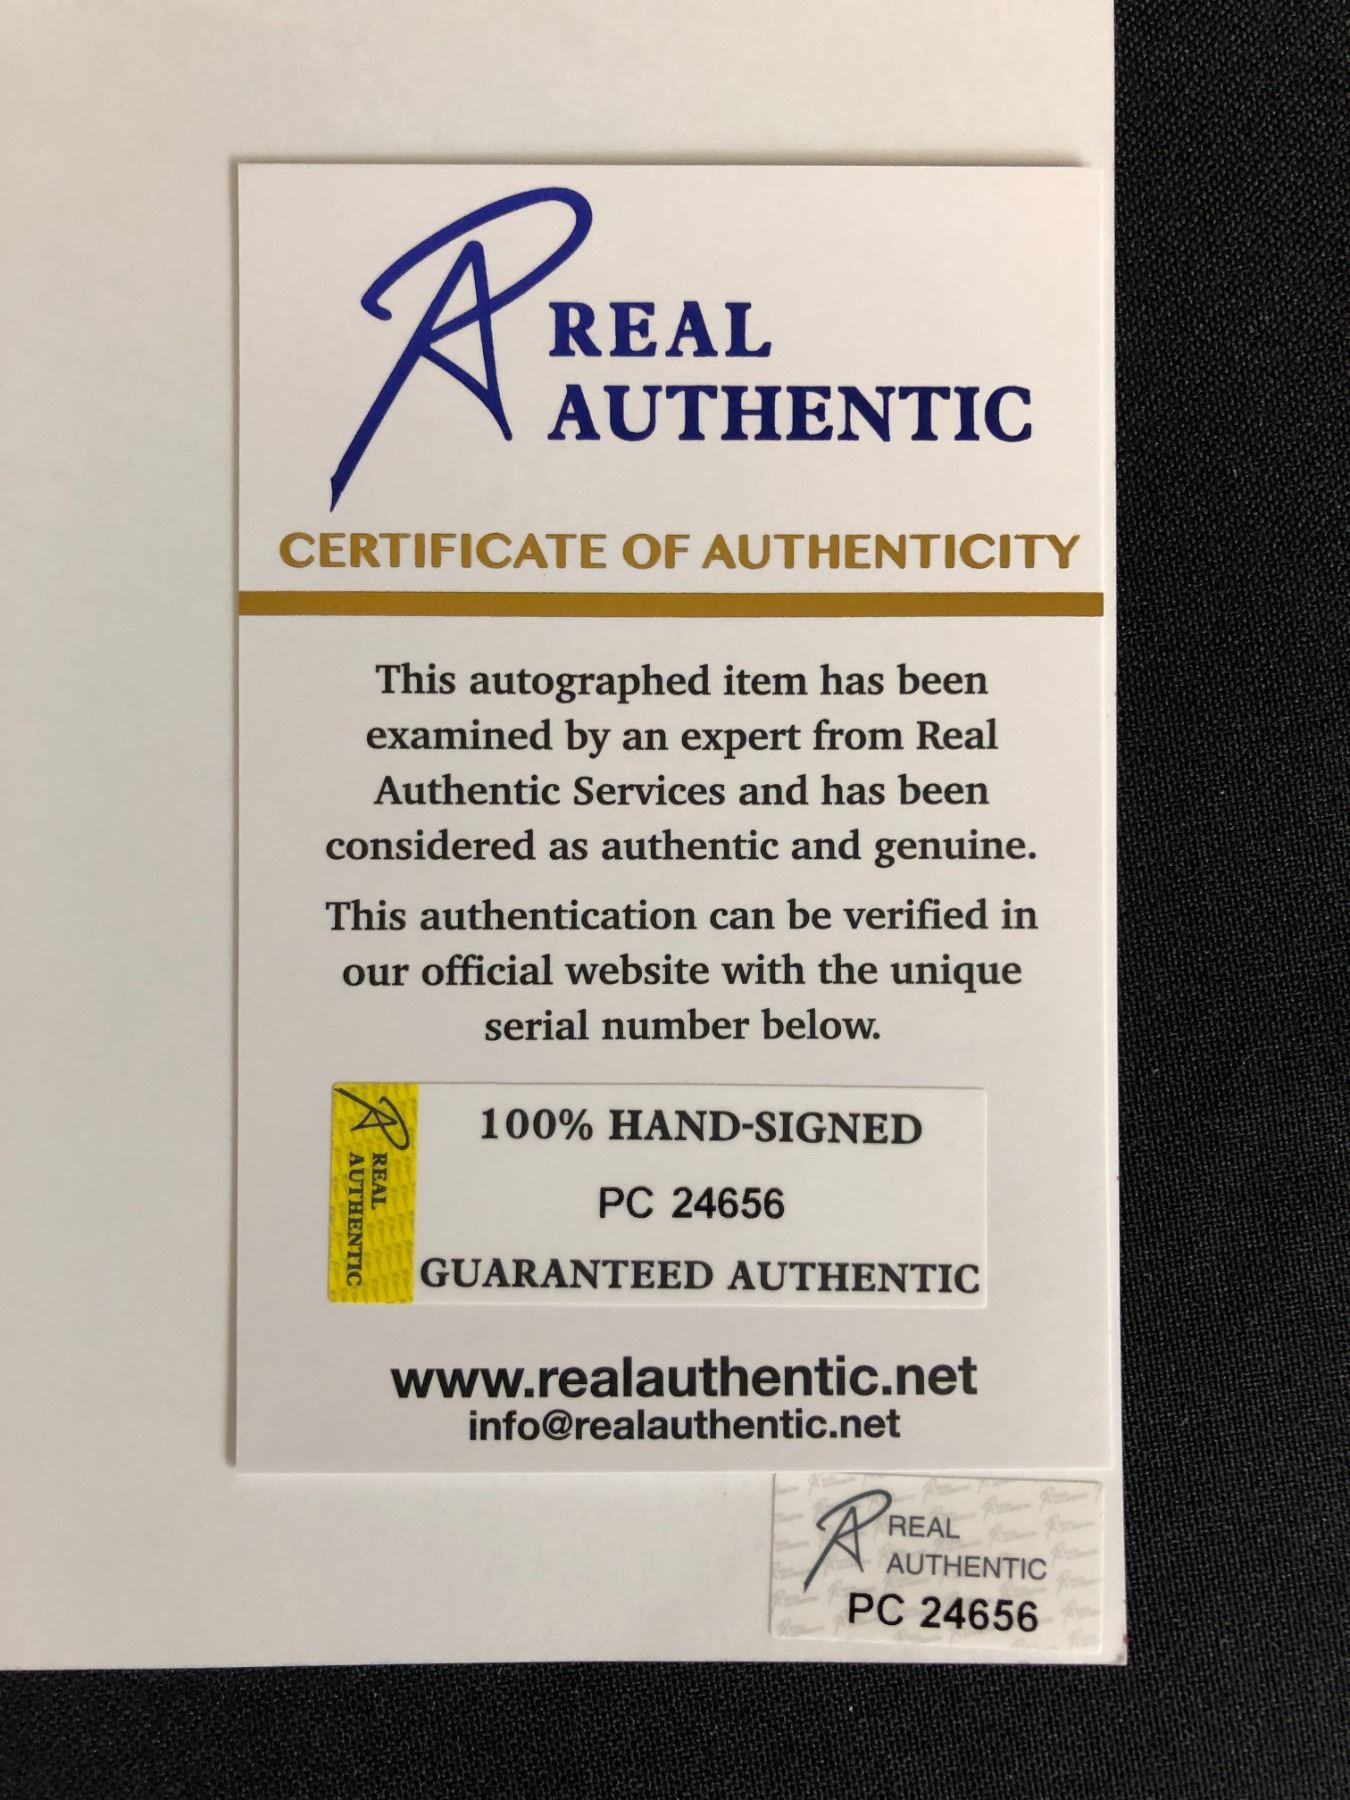 REAL
AUTHENTIC
CERTIFICATE OF AUTHENTICITY
This autographed item has been
examined by an expert from Real
Authentic Services and has been
considered as authentic and genuine.
This authentication can be verified in
our official website with the unique
serial number below.
REAL
AUTHENTIC
100% HAND-SIGNED
PC 24656
GUARANTEED AUTHENTIC
www.realauthentic.net
info@realauthentic.net
REAL
AUTHENTIC
PC 24656